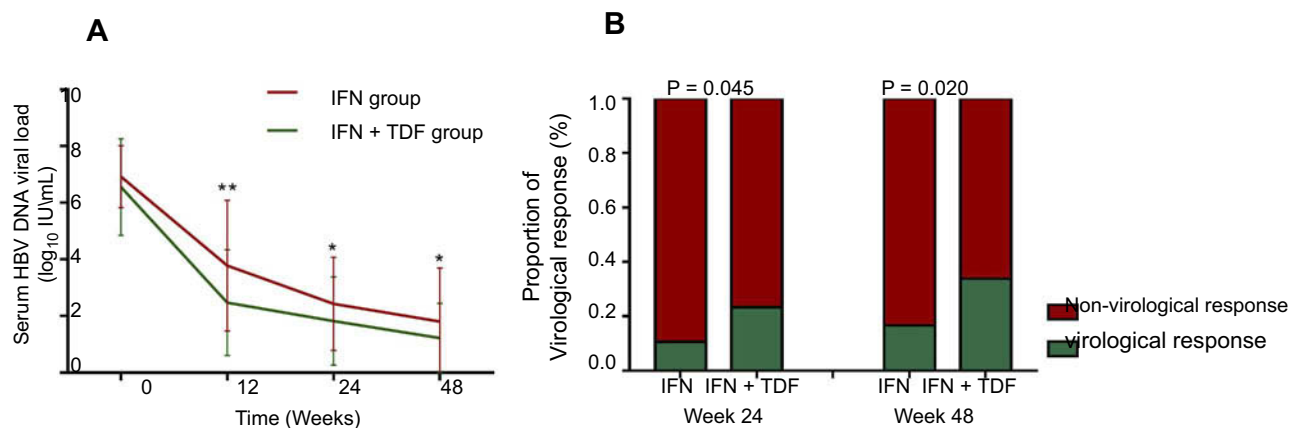 A
B
IFN group
IFN + TDF group
Serum HBV DNA viral load
(log10 IU\mL)
10
8
6
4
2
0
**
*
*
0 12 24 48
Time (Weeks)
P = 0.045
P = 0.020
Proportion of
Virological response (%)
1.0
0.8
0.6
0.4
0.2
0.0
IFN IFN + TDF IFN IFN + TDF
Week 24 Week 48
Non-virological response
virological response